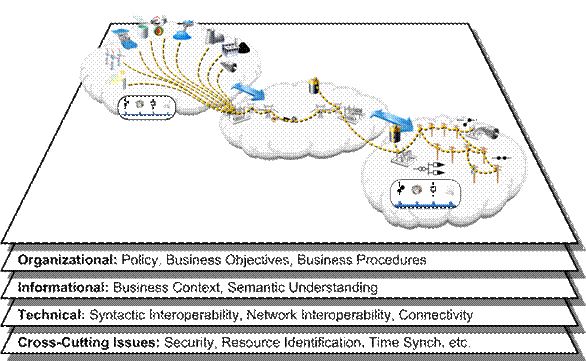 Organizational: Policy, Business Objectives, Business Procedures
Informational: Business Context, Semantic Understanding
Technical: Syntactic Interoperability, Network Interoperability, Connectivity
Cross-Cutting Issues: Security, Resource Identification, Time Synch, etc.